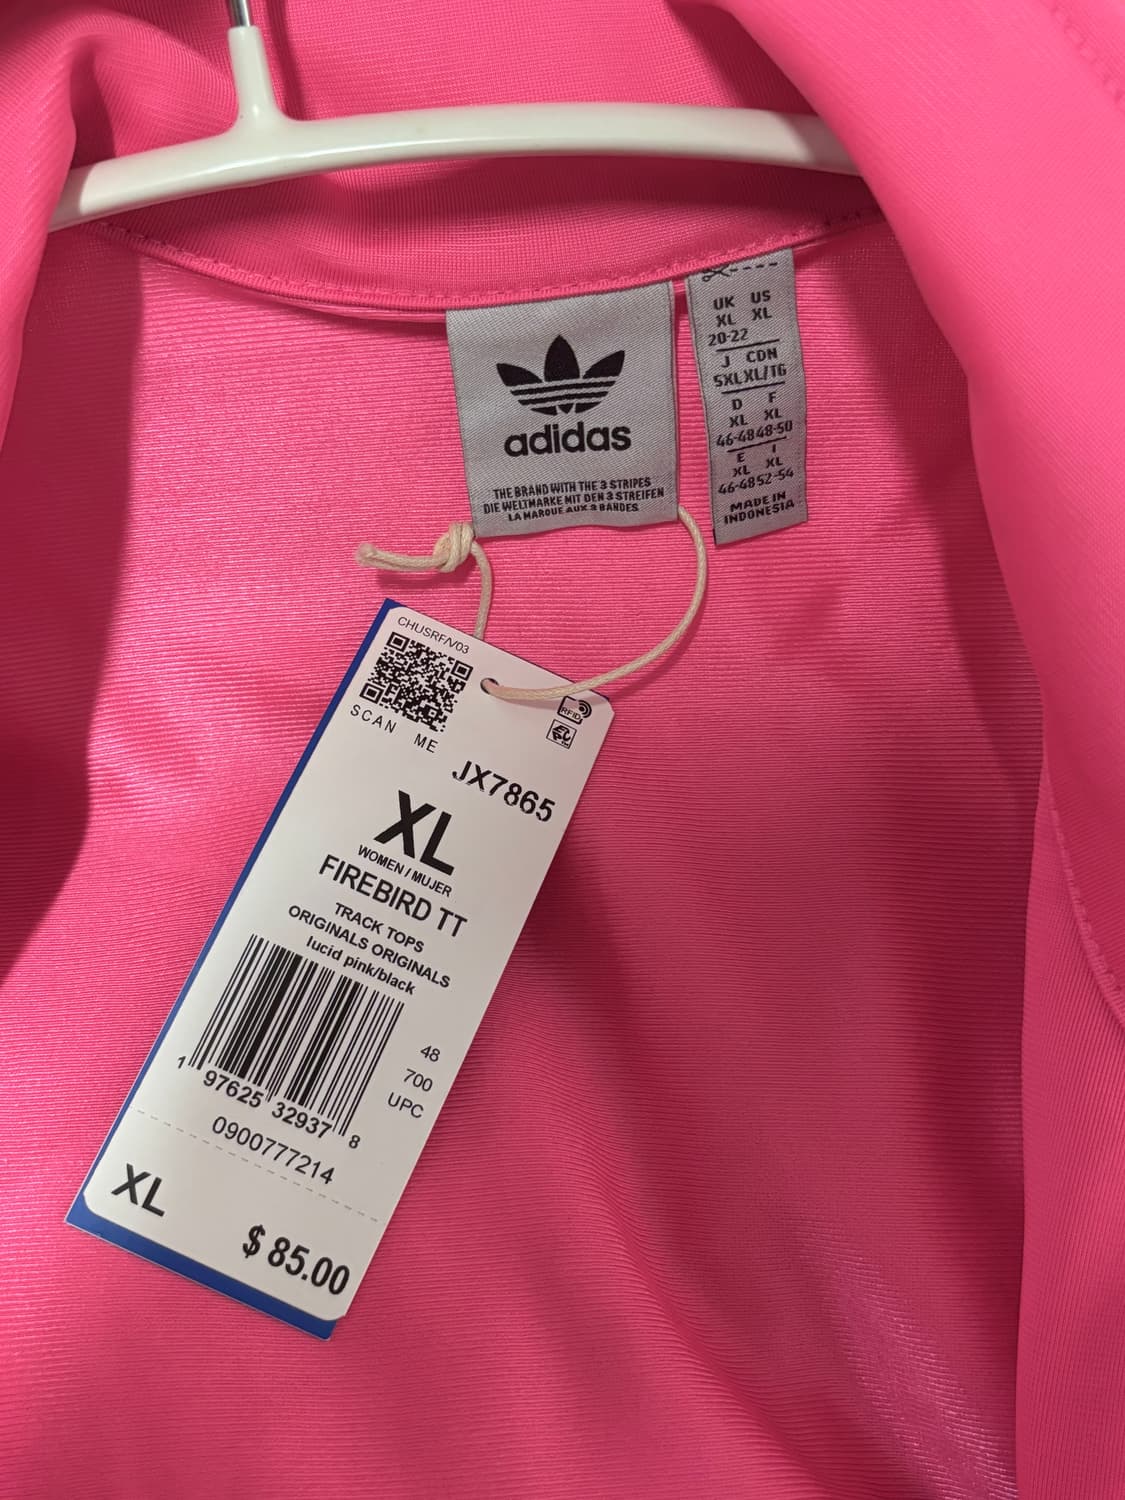 adidas
THE BRAND WITH THE 3 STRIPES
DIE WELTMARKE MIT DEN 3 STREIFEN
LA MARQUE AUX 3 BANDES
UK US
XL XL
20-22
J CDN
5XL XL/TG
D F
XL XL
46-48 48-50
E I
XL XL
46-48 52-54
MADE IN
INDONESIA
CHUSRF/V03
SCAN ME
RFID
JX7865
XL
WOMEN / MUJER
FIREBIRD TT
TRACK TOPS
ORIGINALS ORIGINALS
lucid pink/black
48
700
UPC
1 97625 32937 8
0900777214
XL
$ 85.00